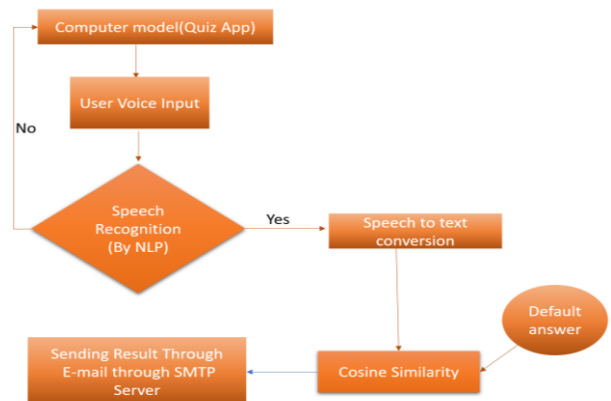 Computer model(Quiz App)
User Voice Input
No
Speech
Recognition
(By NLP)
Yes
Speech to text
conversion
Default
answer
Cosine Similarity
Sending Result Through
E-mail through SMTP
Server